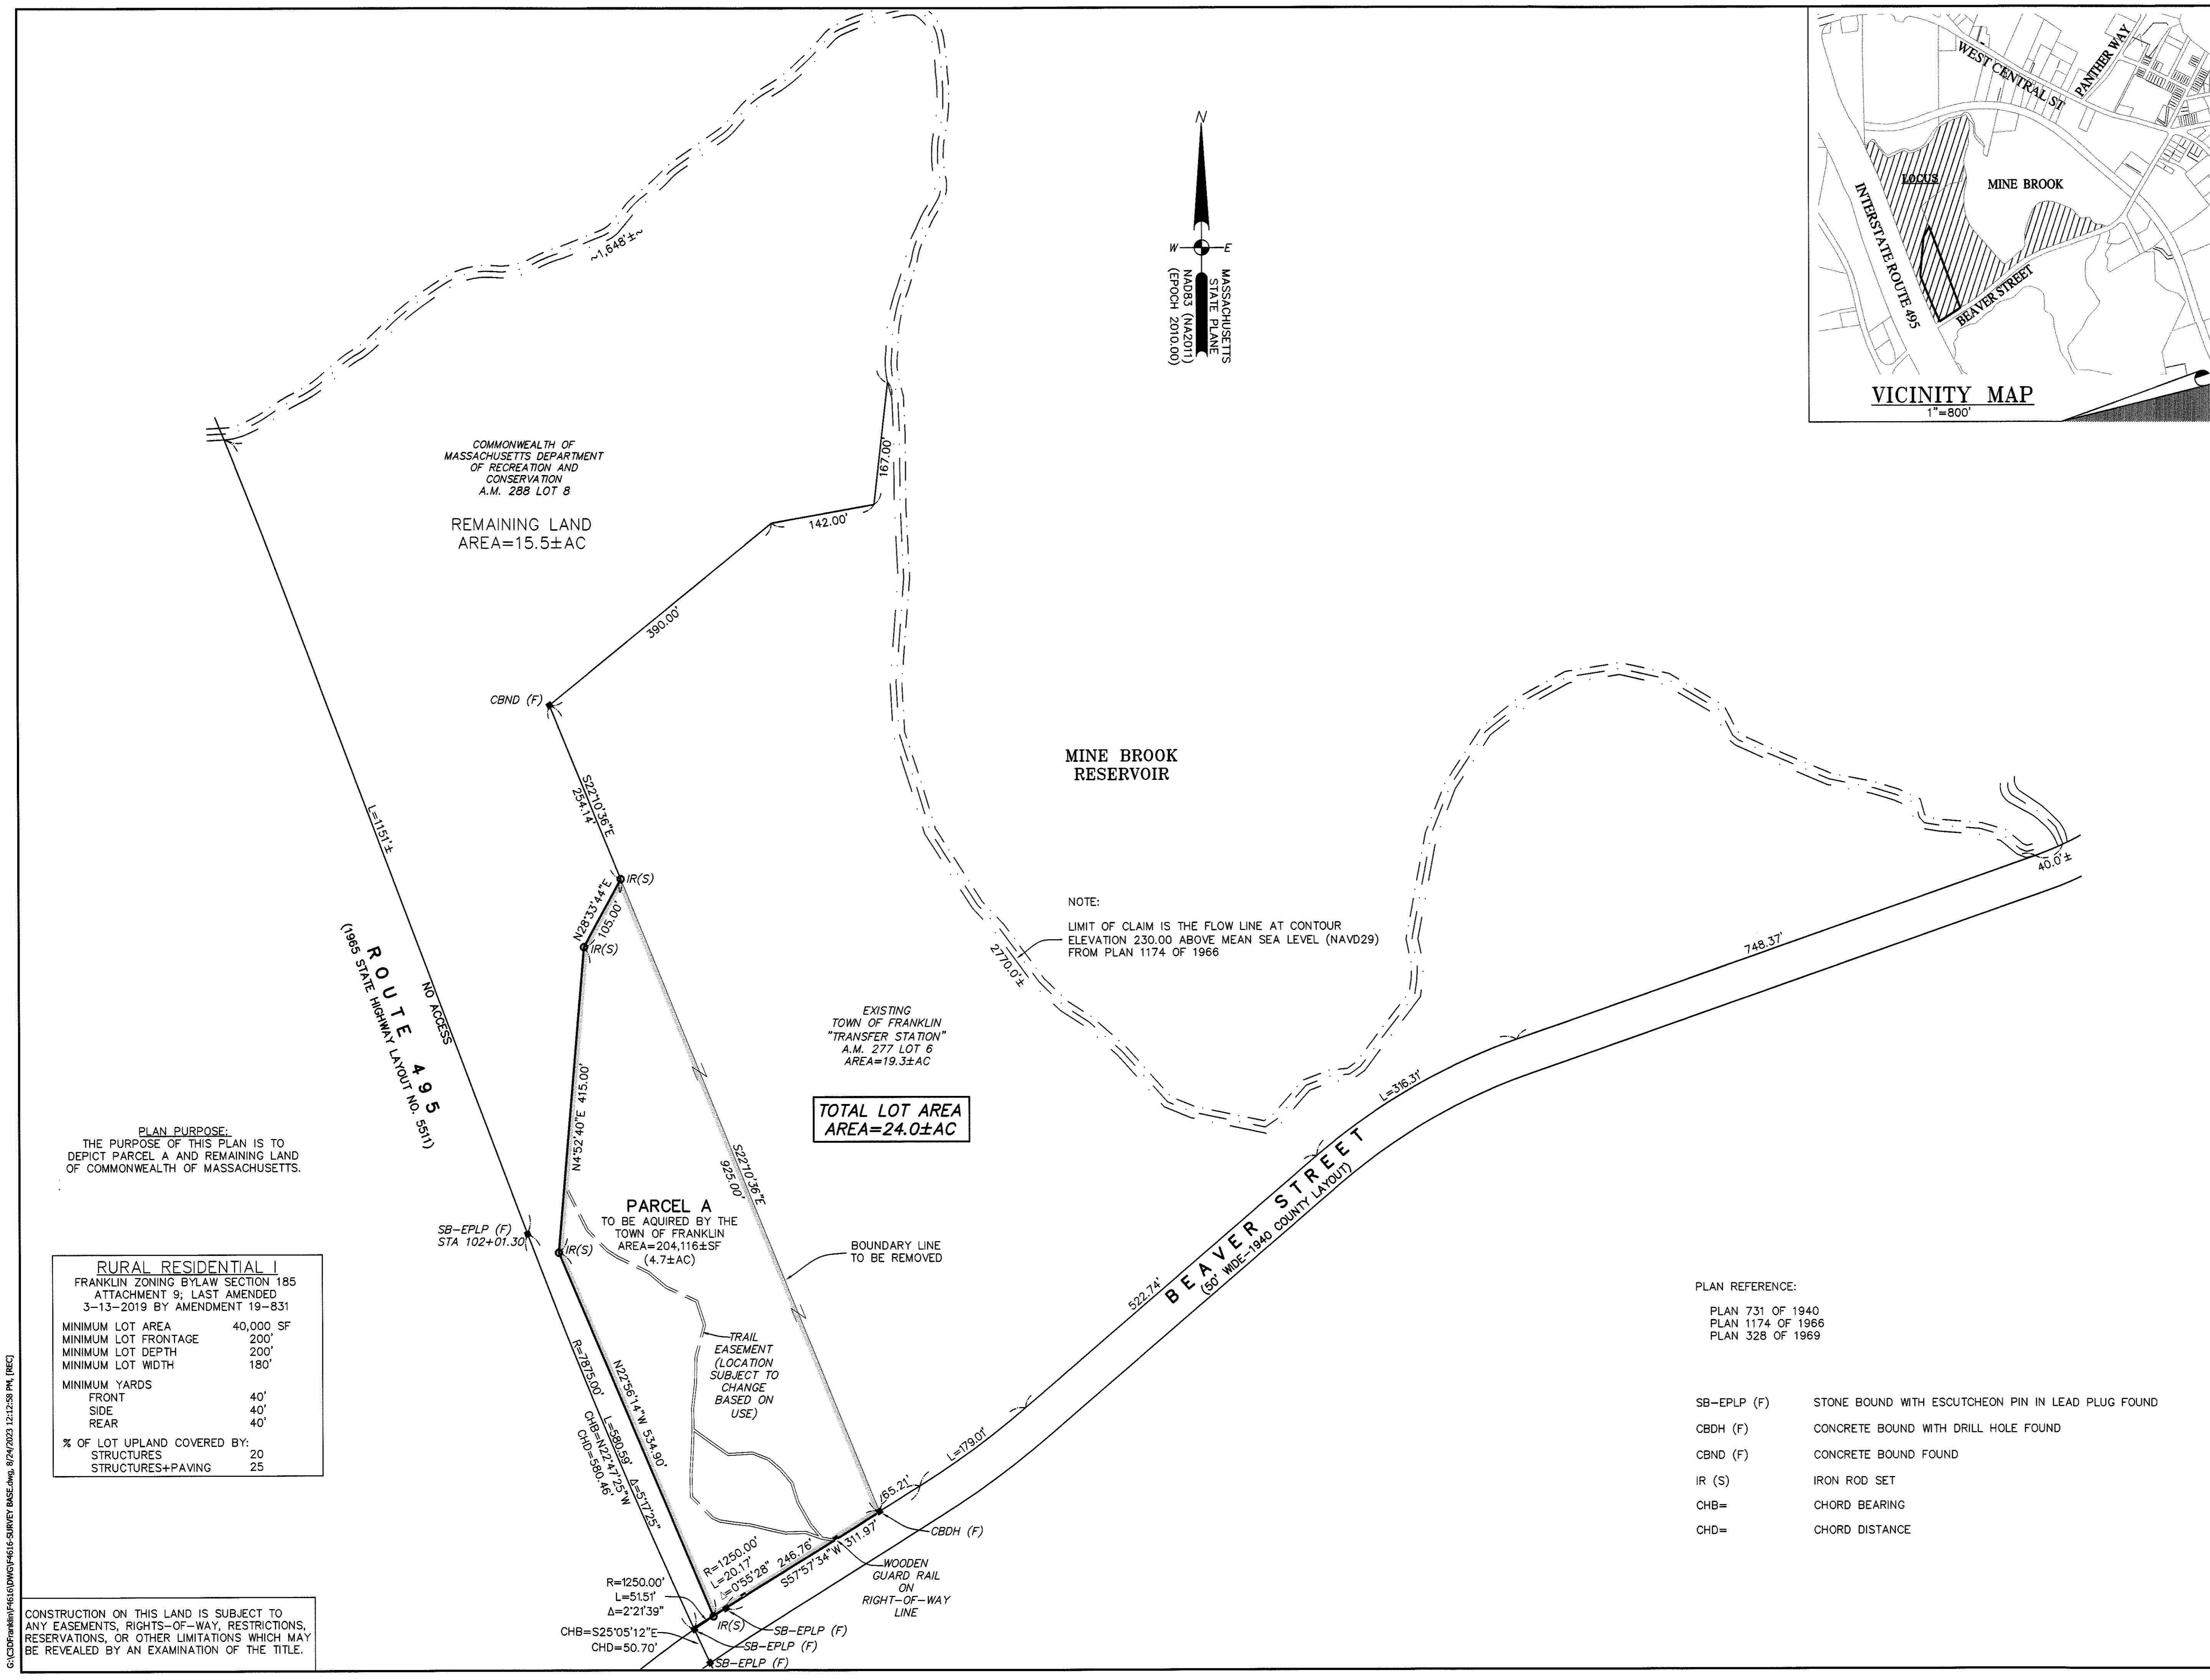 WEST CENTRAL ST
PANTHER WAY
LOCUS
MINE BROOK
INTERSTATE ROUTE 495
BEAVER STREET
VICINITY MAP
1"=800'
N
W
E
MASSACHUSETTS
STATE PLANE
NAD83 (NA2011)
(EPOCH 2010.00)
~1,648'±~
COMMONWEALTH OF
MASSACHUSETTS DEPARTMENT
OF RECREATION AND
CONSERVATION
A.M. 288 LOT 8
REMAINING LAND
AREA=15.5±AC
167.00'
142.00'
390.00'
CBND (F)
S22°10'36"E
254.14'
L=1151'±
MINE BROOK
RESERVOIR
IR(S)
N28°33'44"E
105.00'
IR(S)
40.0'±
NOTE:
LIMIT OF CLAIM IS THE FLOW LINE AT CONTOUR
ELEVATION 230.00 ABOVE MEAN SEA LEVEL (NAVD29)
FROM PLAN 1174 OF 1966
2770.0'±
748.37'
ROUTE 495
(1965 STATE HIGHWAY LAYOUT NO. 5511)
NO ACCESS
EXISTING
TOWN OF FRANKLIN
"TRANSFER STATION"
A.M. 277 LOT 6
AREA=19.3±AC
TOTAL LOT AREA
AREA=24.0±AC
N4°52'40"E 415.00'
S22°10'36"E
925.00'
L=316.31'
BEAVER STREET
(50' WIDE-1940 COUNTY LAYOUT)
522.74'
PLAN PURPOSE:
THE PURPOSE OF THIS PLAN IS TO
DEPICT PARCEL A AND REMAINING LAND
OF COMMONWEALTH OF MASSACHUSETTS.
PARCEL A
TO BE AQUIRED BY THE
TOWN OF FRANKLIN
AREA=204,116±SF
(4.7±AC)
SB-EPLP (F)
STA 102+01.30
IR(S)
BOUNDARY LINE
TO BE REMOVED
RURAL RESIDENTIAL I
FRANKLIN ZONING BYLAW SECTION 185
ATTACHMENT 9; LAST AMENDED
3-13-2019 BY AMENDMENT 19-831
MINIMUM LOT AREA 40,000 SF
MINIMUM LOT FRONTAGE 200'
MINIMUM LOT DEPTH 200'
MINIMUM LOT WIDTH 180'
MINIMUM YARDS
FRONT 40'
SIDE 40'
REAR 40'
% OF LOT UPLAND COVERED BY:
STRUCTURES 20
STRUCTURES+PAVING 25
TRAIL
EASEMENT
(LOCATION
SUBJECT TO
CHANGE
BASED ON
USE)
R=7875.00'
L=580.59'
Δ=5°17'25"
CHB=N22°47'25"W
CHD=580.46'
N22°56'14"W 534.90'
L=179.01'
65.21'
CBDH (F)
R=1250.00'
L=20.17'
Δ=0°55'28"
246.76'
S57°57'34"W 311.97'
WOODEN
GUARD RAIL
ON
RIGHT-OF-WAY
LINE
R=1250.00'
L=51.51'
Δ=2°21'39"
CHB=S25°05'12"E
CHD=50.70'
IR(S)
SB-EPLP (F)
SB-EPLP (F)
SB-EPLP (F)
PLAN REFERENCE:
PLAN 731 OF 1940
PLAN 1174 OF 1966
PLAN 328 OF 1969
SB-EPLP (F) STONE BOUND WITH ESCUTCHEON PIN IN LEAD PLUG FOUND
CBDH (F) CONCRETE BOUND WITH DRILL HOLE FOUND
CBND (F) CONCRETE BOUND FOUND
IR (S) IRON ROD SET
CHB= CHORD BEARING
CHD= CHORD DISTANCE
CONSTRUCTION ON THIS LAND IS SUBJECT TO
ANY EASEMENTS, RIGHTS-OF-WAY, RESTRICTIONS,
RESERVATIONS, OR OTHER LIMITATIONS WHICH MAY
BE REVEALED BY AN EXAMINATION OF THE TITLE.
G:\C3DFranklin\F4616\DWG\F4616-SURVEY BASE.dwg, 8/24/2023 12:12:58 PM, [REC]